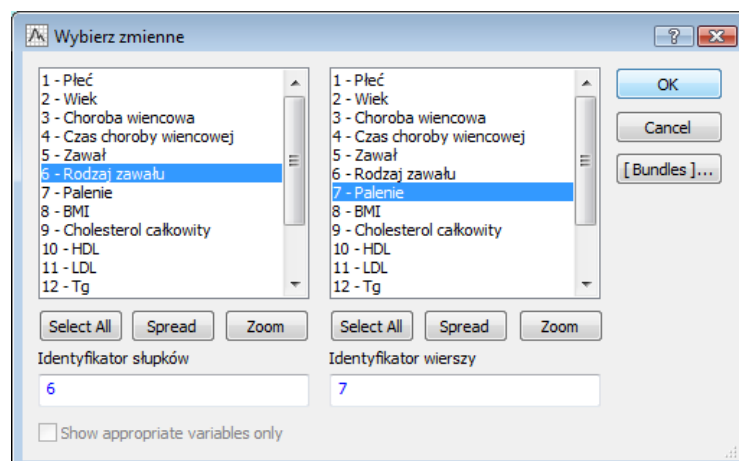 Wybierz zmienne
1 - Płeć
2 - Wiek
3 - Choroba wiencowa
4 - Czas choroby wiencowej
5 - Zawał
6 - Rodzaj zawału
7 - Palenie
8 - BMI
9 - Cholesterol całkowity
10 - HDL
11 - LDL
12 - Tg
1 - Płeć
2 - Wiek
3 - Choroba wiencowa
4 - Czas choroby wiencowej
5 - Zawał
6 - Rodzaj zawału
7 - Palenie
8 - BMI
9 - Cholesterol całkowity
10 - HDL
11 - LDL
12 - Tg
OK
Cancel
[ Bundles ]...
Select All Spread Zoom
Select All Spread Zoom
Identyfikator słupków
6
Identyfikator wierszy
7
Show appropriate variables only